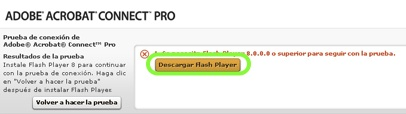 ADOBE® ACROBAT® CONNECT™ PRO
Prueba de conexión de
Adobe® Acrobat® Connect™ Pro
Resultados de la prueba
Instale Flash Player 8 para continuar
con la prueba de conexión. Haga clic
en "Volver a hacer la prueba"
después de instalar Flash Player.
Volver a hacer la prueba
Flash Player 8.0.0.0 o superior para seguir con la prueba.
Descargar Flash Player